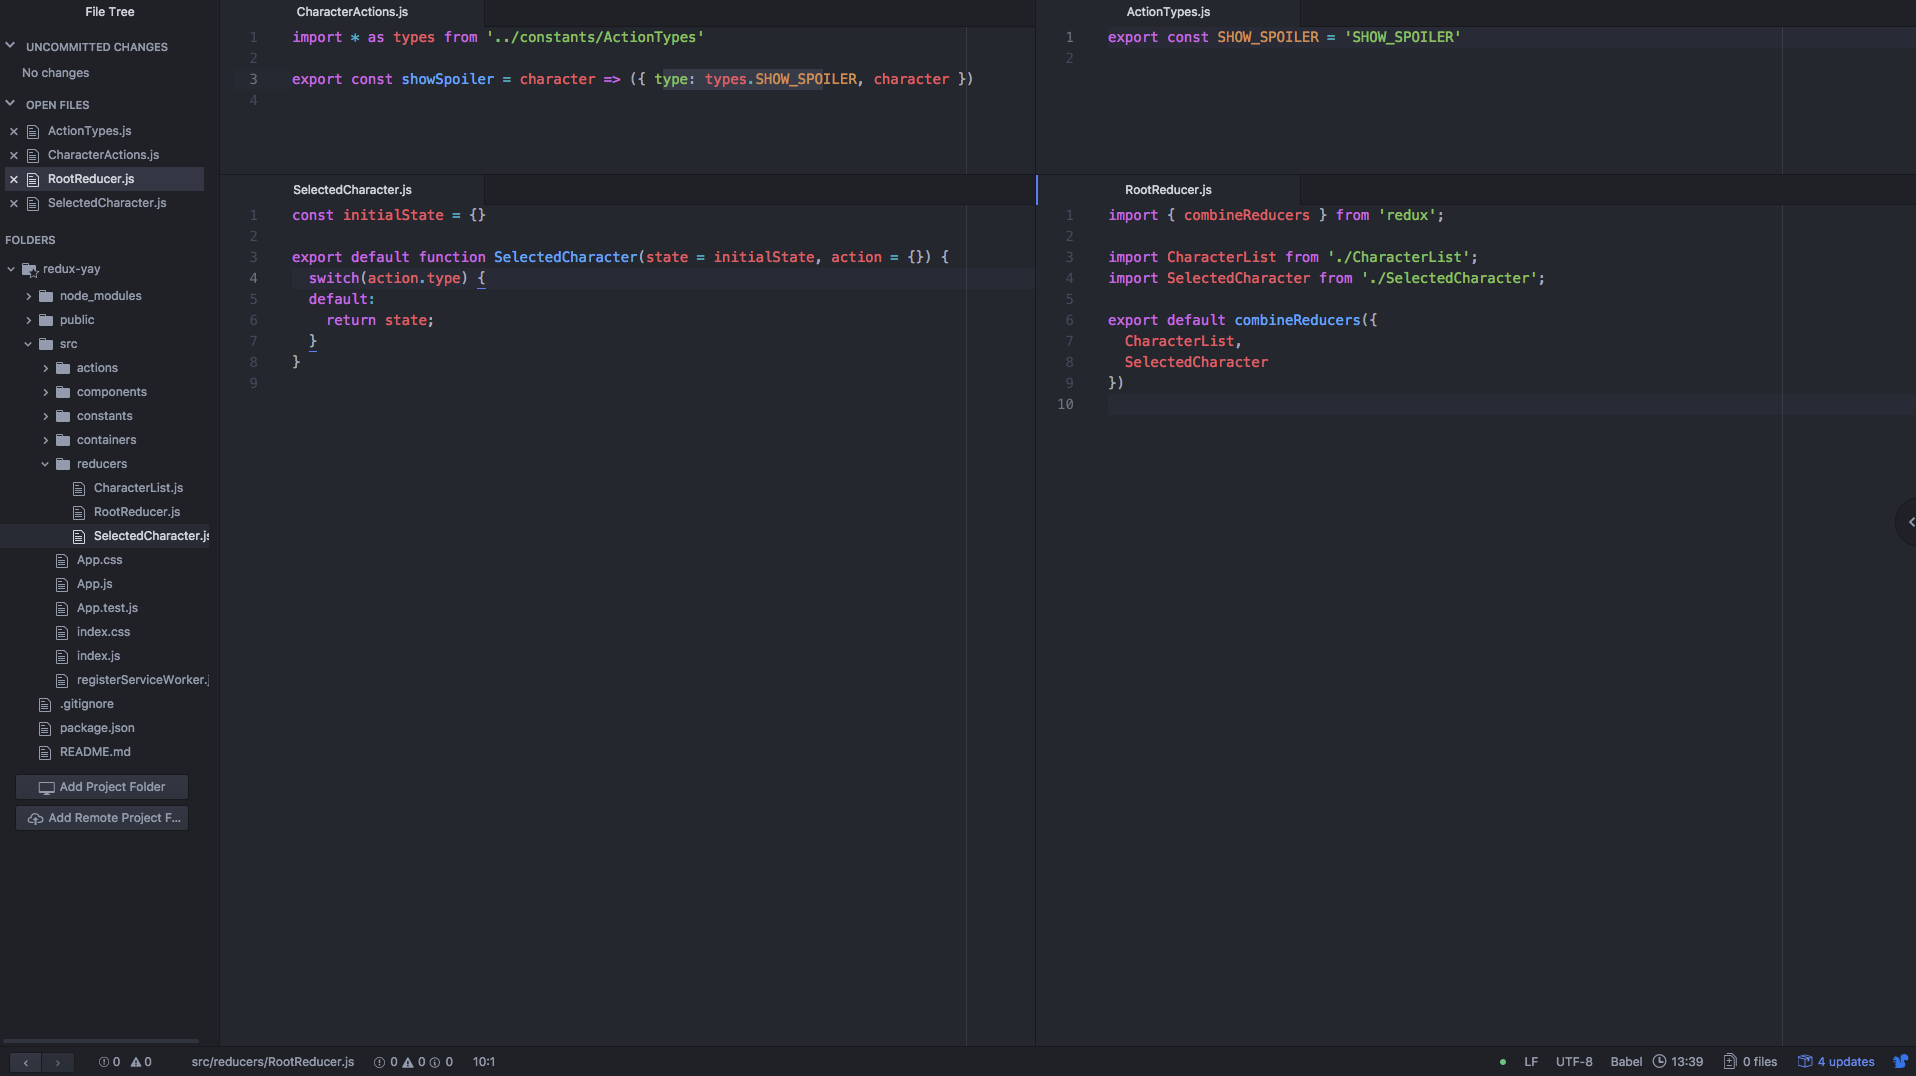 File Tree
UNCOMMITTED CHANGES
No changes
OPEN FILES
ActionTypes.js
CharacterActions.js
RootReducer.js
SelectedCharacter.js
FOLDERS
redux-yay
node_modules
public
src
actions
components
constants
containers
reducers
CharacterList.js
RootReducer.js
SelectedCharacter.js
App.css
App.js
App.test.js
index.css
index.js
registerServiceWorker.j
.gitignore
package.json
README.md
Add Project Folder
Add Remote Project F...
CharacterActions.js
1 import * as types from '../constants/ActionTypes'
2
3 export const showSpoiler = character => ({ type: types.SHOW_SPOILER, character })
4
ActionTypes.js
1 export const SHOW_SPOILER = 'SHOW_SPOILER'
2
SelectedCharacter.js
1 const initialState = {}
2
3 export default function SelectedCharacter(state = initialState, action = {}) {
4 switch(action.type) {
5 default:
6 return state;
7 }
8 }
9
RootReducer.js
1 import { combineReducers } from 'redux';
2
3 import CharacterList from './CharacterList';
4 import SelectedCharacter from './SelectedCharacter';
5
6 export default combineReducers({
7 CharacterList,
8 SelectedCharacter
9 })
10
0 0 src/reducers/RootReducer.js 0 0 0 10:1 LF UTF-8 Babel 13:39 0 files 4 updates